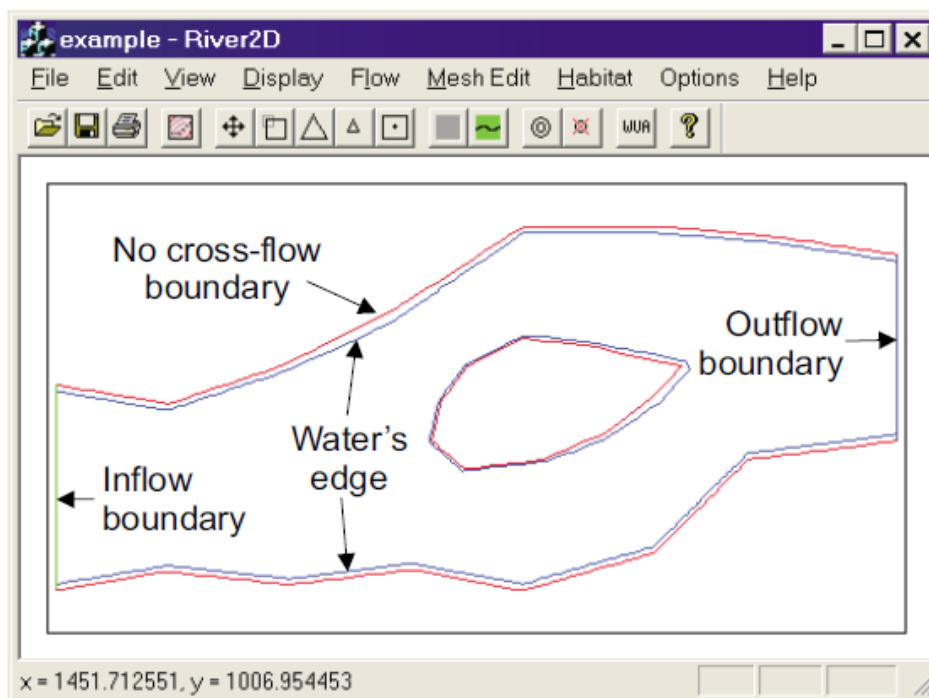 example - River2D
File Edit View Display Flow Mesh Edit Habitat Options Help
WUA
No cross-flow
boundary
Outflow
boundary
Water's
edge
Inflow
boundary
x = 1451.712551, y = 1006.954453